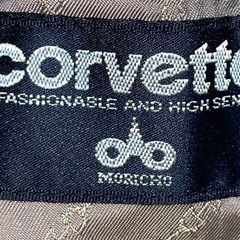 corvette
FASHIONABLE AND HIGH SEN
MORICHO